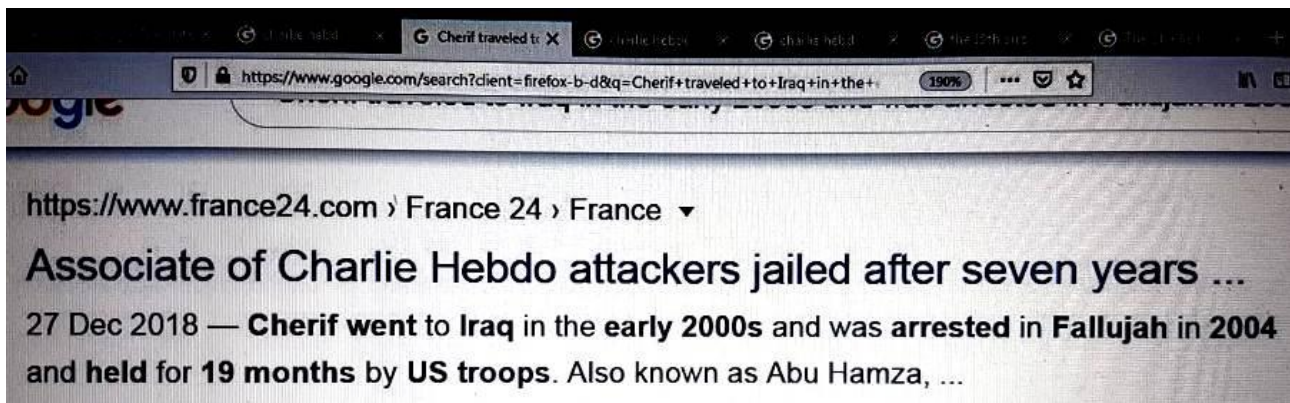 Cherif traveled to
https://www.google.com/search?client=firefox-b-d&q=Cherif+traveled+to+Iraq+in+the+ 190%
https://www.france24.com › France 24 › France
Associate of Charlie Hebdo attackers jailed after seven years ...
27 Dec 2018 — Cherif went to Iraq in the early 2000s and was arrested in Fallujah in 2004
and held for 19 months by US troops. Also known as Abu Hamza, ...